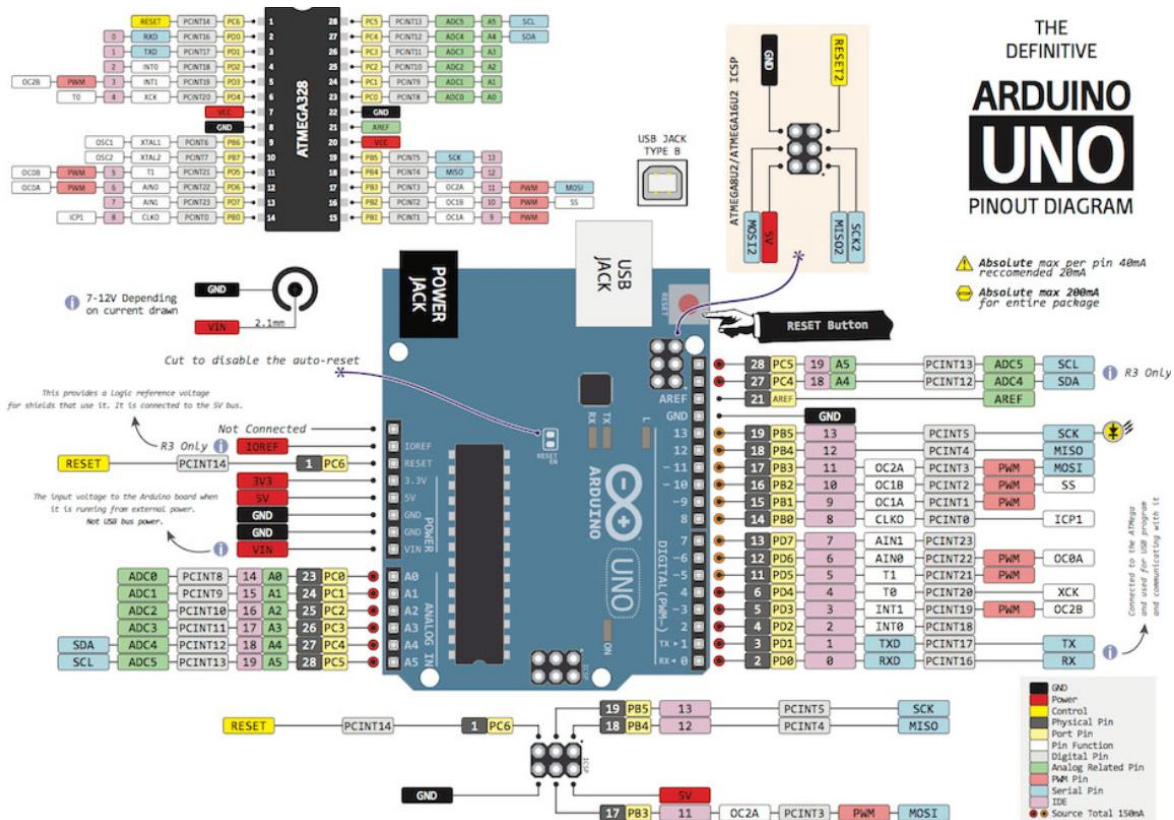 THE
DEFINITIVE
ARDUINO
UNO
PINOUT DIAGRAM
Absolute max per pin 40mA
reccomended 20mA
Absolute max 200mA
for entire package
ATMEGA328
RESET PCINT14 PC6 1
0 RXD PCINT16 PD0 2
1 TXD PCINT17 PD1 3
2 INT0 PCINT18 PD2 4
OC2B PWM 3 INT1 PCINT19 PD3 5
T0 4 XCK PCINT20 PD4 6
VCC 7
GND 8
OSC1 XTAL1 PCINT6 PB6 9
OSC2 XTAL2 PCINT7 PB7 10
OC0B PWM 5 T1 PCINT21 PD5 11
OC0A PWM 6 AIN0 PCINT22 PD6 12
7 AIN1 PCINT23 PD7 13
ICP1 8 CLKO PCINT0 PB0 14
28 PC5 PCINT13 ADC5 A5 SCL
27 PC4 PCINT12 ADC4 A4 SDA
26 PC3 PCINT11 ADC3 A3
25 PC2 PCINT10 ADC2 A2
24 PC1 PCINT9 ADC1 A1
23 PC0 PCINT8 ADC0 A0
22 GND
21 AREF
20 VCC
19 PB5 PCINT5 SCK 13
18 PB4 PCINT4 MISO 12
17 PB3 PCINT3 OC2A 11 PWM MOSI
16 PB2 PCINT2 OC1B 10 PWM SS
15 PB1 PCINT1 OC1A 9 PWM
USB JACK
TYPE B
ATMEGA8U2/ATMEGA16U2 ICSP
GND
RESET2
MOSI2
5V
MISO2
SCK2
GND
VIN
2.1mm
7-12V Depending
on current drawn
POWER
JACK
USB
JACK
RESET
RESET Button
Cut to disable the auto-reset
This provides a logic reference voltage
for shields that use it. It is connected to the 5V bus.
Not Connected
R3 Only IOREF
RESET PCINT14 1 PC6
3V3
5V
GND
GND
VIN
The input voltage to the Arduino board when
it is running from external power.
Not USB bus power.
ADC0 PCINT8 14 A0 23 PC0
ADC1 PCINT9 15 A1 24 PC1
ADC2 PCINT10 16 A2 25 PC2
ADC3 PCINT11 17 A3 26 PC3
SDA ADC4 PCINT12 18 A4 27 PC4
SCL ADC5 PCINT13 19 A5 28 PC5
IOREF
RESET
3.3V
5V
GND
GND
VIN
POWER
A0
A1
A2
A3
A4
A5
ANALOG IN
RX
TX
L
RESET
EN
ARDUINO
UNO
ON
ICSP
AREF
GND
13
12
~11
~10
~9
8
7
~6
~5
4
~3
2
TX ▸ 1
RX ◂ 0
DIGITAL(PWM~)
28 PC5 19 A5 PCINT13 ADC5 SCL
27 PC4 18 A4 PCINT12 ADC4 SDA
R3 Only
21 AREF AREF
GND
19 PB5 13 PCINT5 SCK
18 PB4 12 PCINT4 MISO
17 PB3 11 OC2A PCINT3 PWM MOSI
16 PB2 10 OC1B PCINT2 PWM SS
15 PB1 9 OC1A PCINT1 PWM
14 PB0 8 CLKO PCINT0 ICP1
13 PD7 7 AIN1 PCINT23
12 PD6 6 AIN0 PCINT22 PWM OC0A
11 PD5 5 T1 PCINT21 PWM
6 PD4 4 T0 PCINT20 XCK
5 PD3 3 INT1 PCINT19 PWM OC2B
4 PD2 2 INT0 PCINT18
3 PD1 1 TXD PCINT17 TX
2 PD0 0 RXD PCINT16 RX
Connected to the ATMega
and used for USB program
and communicating with it
19 PB5 13 PCINT5 SCK
18 PB4 12 PCINT4 MISO
RESET PCINT14 1 PC6
ICSP
GND
5V
17 PB3 11 OC2A PCINT3 PWM MOSI
GND
Power
Control
Physical Pin
Port Pin
Pin Function
Digital Pin
Analog Related Pin
PWM Pin
Serial Pin
IDE
Source Total 150mA